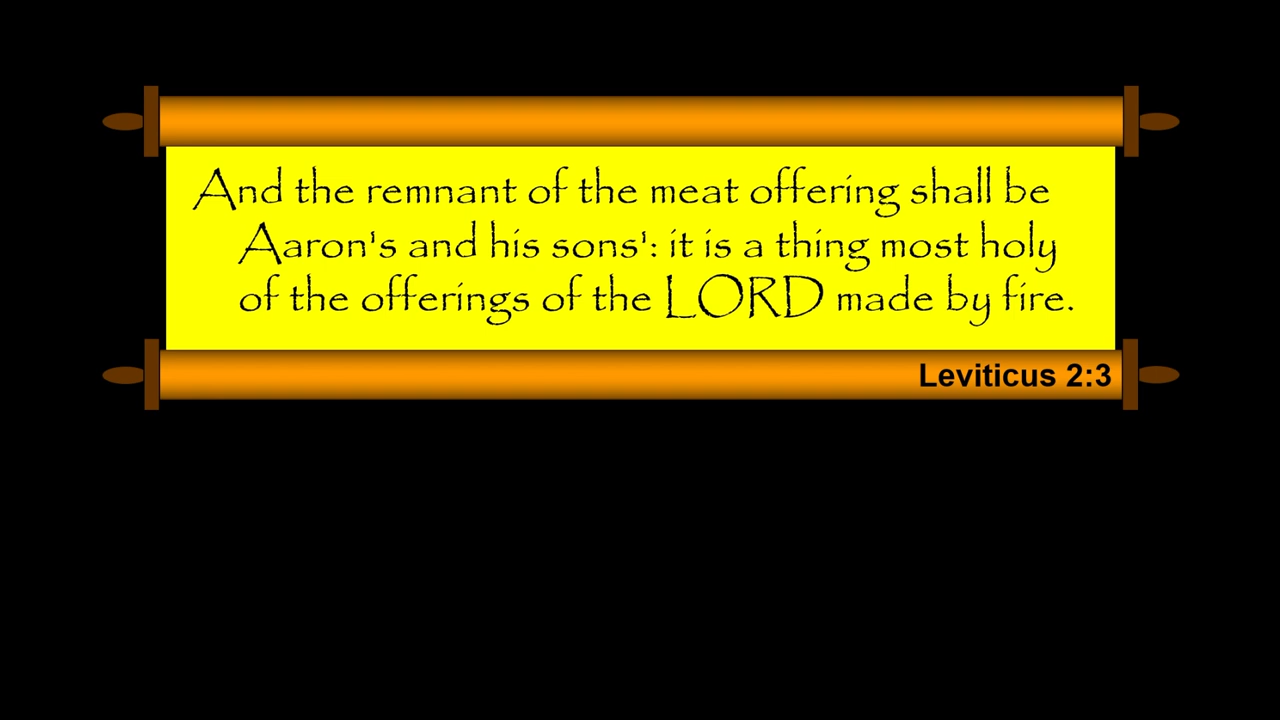 And the remnant of the meat offering shall be
Aaron's and his sons': it is a thing most holy
of the offerings of the LORD made by fire.
Leviticus 2:3